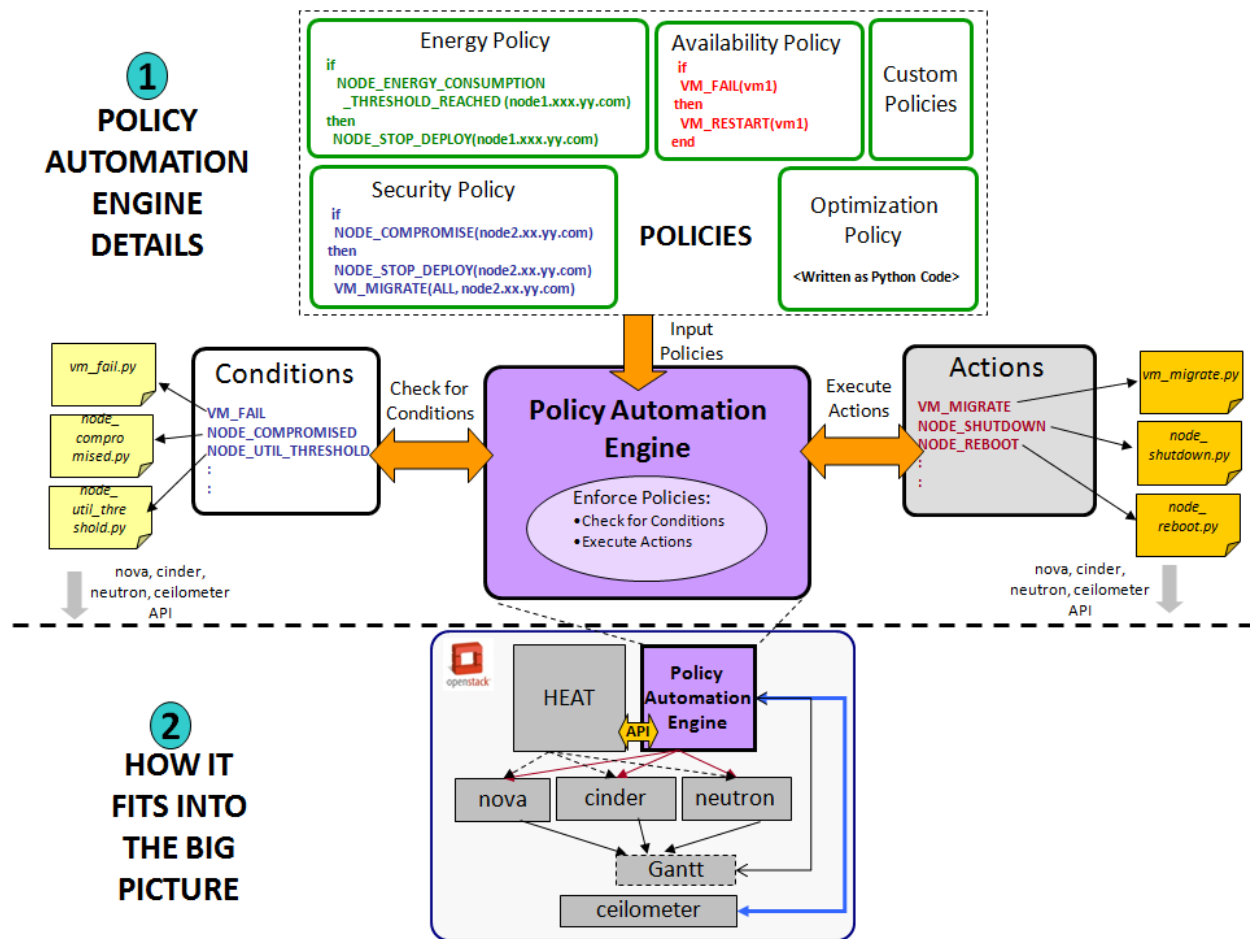 1
POLICY
AUTOMATION
ENGINE
DETAILS
Energy Policy
if
NODE_ENERGY_CONSUMPTION
_THRESHOLD_REACHED (node1.xxx.yy.com)
then
NODE_STOP_DEPLOY(node1.xxx.yy.com)
Availability Policy
if
VM_FAIL(vm1)
then
VM_RESTART(vm1)
end
Custom
Policies
Security Policy
if
NODE_COMPROMISE(node2.xx.yy.com)
then
NODE_STOP_DEPLOY(node2.xx.yy.com)
VM_MIGRATE(ALL, node2.xx.yy.com)
POLICIES
Optimization
Policy
<Written as Python Code>
Input
Policies
vm_fail.py
node_
compro
mised.py
node_
util_thre
shold.py
Conditions
VM_FAIL
NODE_COMPROMISED
NODE_UTIL_THRESHOLD
:
:
Check for
Conditions
Policy Automation
Engine
Enforce Policies:
•Check for Conditions
•Execute Actions
Execute
Actions
Actions
VM_MIGRATE
NODE_SHUTDOWN
NODE_REBOOT
:
:
vm_migrate.py
node_
shutdown.py
node_
reboot.py
nova, cinder,
neutron, ceilometer
API
nova, cinder,
neutron, ceilometer
API
2
HOW IT
FITS INTO
THE BIG
PICTURE
openstack
HEAT
API
Policy
Automation
Engine
nova
cinder
neutron
Gantt
ceilometer